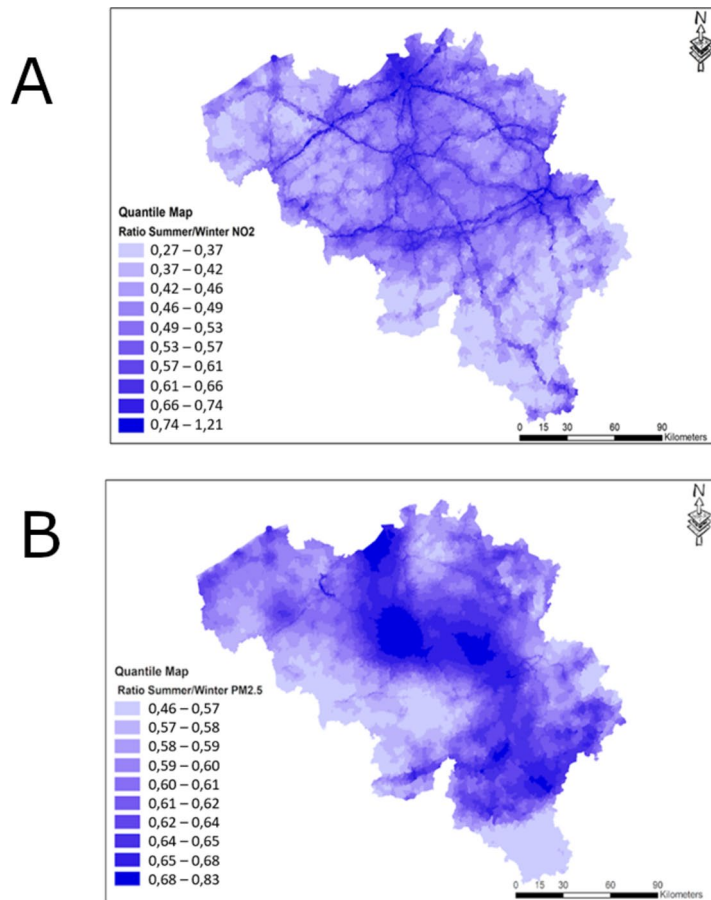 A
N
Quantile Map
Ratio Summer/Winter NO2
0,27 – 0,37
0,37 – 0,42
0,42 – 0,46
0,46 – 0,49
0,49 – 0,53
0,53 – 0,57
0,57 – 0,61
0,61 – 0,66
0,66 – 0,74
0,74 – 1,21
0 15 30 60 90
Kilometers
B
N
Quantile Map
Ratio Summer/Winter PM2.5
0,46 – 0,57
0,57 – 0,58
0,58 – 0,59
0,59 – 0,60
0,60 – 0,61
0,61 – 0,62
0,62 – 0,64
0,64 – 0,65
0,65 – 0,68
0,68 – 0,83
0 15 30 60 90
Kilometers